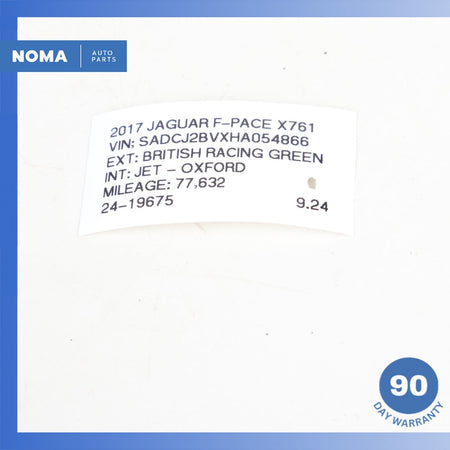 NOMA AUTO PARTS
2017 JAGUAR F-PACE X761
VIN: SADCJ2BVXHA054866
EXT: BRITISH RACING GREEN
INT: JET - OXFORD
MILEAGE: 77,632
24-19675 9.24
90
DAY WARRANTY